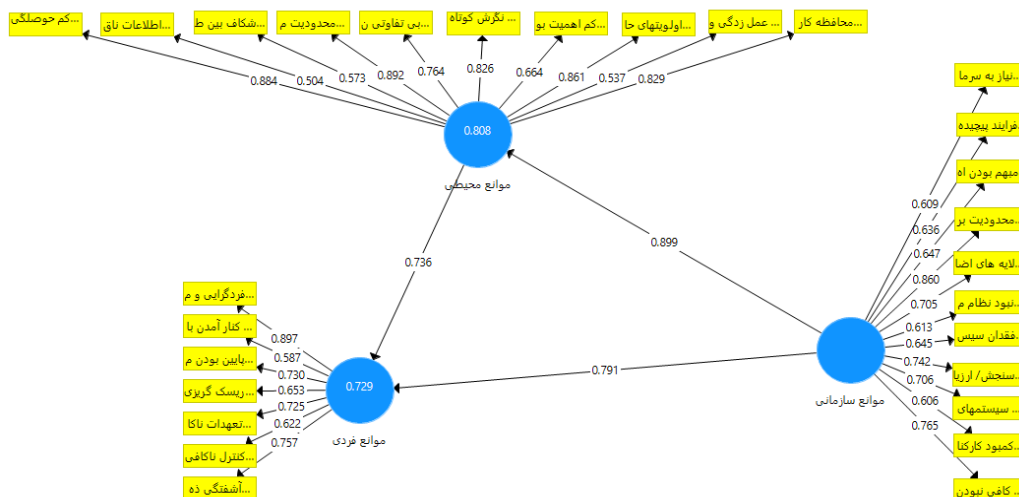 کم حوصلگی...
اطلاعات ناق...
شکاف بین ط...
محدودیت م...
بی تفاوتی ن...
نگرش کوتاه ...
کم اهمیت بو...
اولویتهای حا...
عمل زدگی و ...
محافظه کار...
0.884
0.504
0.573
0.892
0.764
0.826
0.664
0.861
0.537
0.829
0.808
موانع محیطی
نیاز به سرما...
فرایند پیچیده...
مبهم بودن اه...
محدودیت بر...
لایه های اضا...
نبود نظام م...
فقدان سیس...
سنجش/ ارزیا...
سیستمهای ...
کمبود کارکنا...
کافی نبودن ...
0.609
0.636
0.647
0.860
0.705
0.613
0.645
0.742
0.706
0.606
0.765
موانع سازمانی
0.899
0.736
0.791
فردگرایی و م...
کنار آمدن با ...
پایین بودن م...
ریسک گریزی...
تعهدات ناکا...
کنترل ناکافی...
آشفتگی ذه...
0.897
0.587
0.730
0.653
0.725
0.622
0.757
0.729
موانع فردی